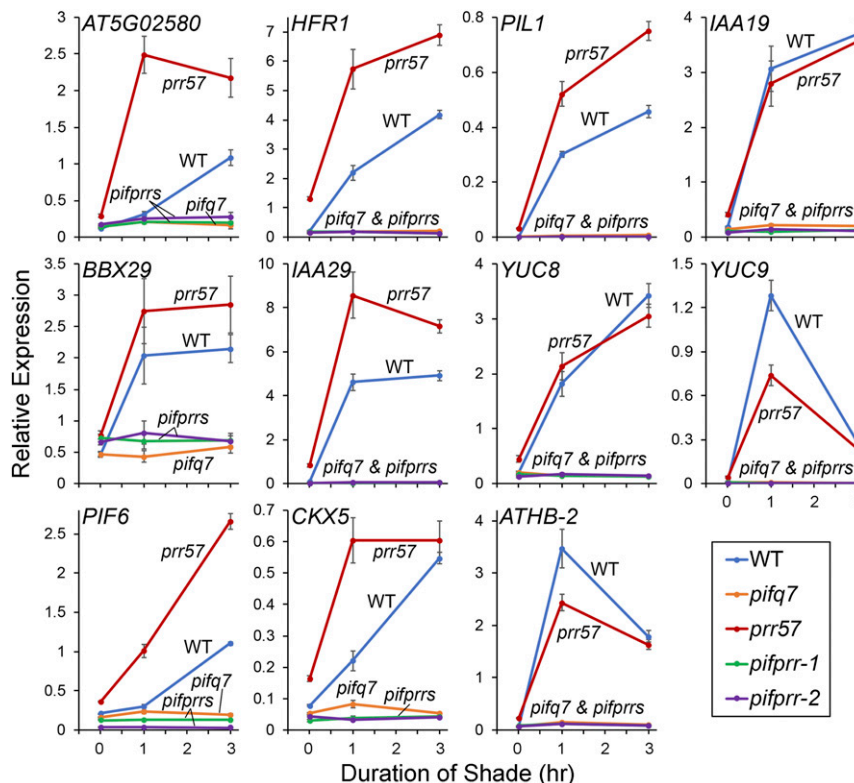 AT5G02580
3
2.5
2
1.5
1
0.5
0
prr57
WT
pifprrs
pifq7
HFR1
7
6
5
4
3
2
1
0
prr57
WT
pifq7 & pifprrs
PIL1
0.8
0.6
0.4
0.2
0
prr57
WT
pifq7 & pifprrs
IAA19
4
3
2
1
0
WT
prr57
pifq7 & pifprrs
Relative Expression
BBX29
3.5
3
2.5
2
1.5
1
0.5
0
prr57
WT
pifprrs
pifq7
IAA29
10
8
6
4
2
0
prr57
WT
pifq7 & pifprrs
YUC8
4
3
2
1
0
WT
prr57
pifq7 & pifprrs
YUC9
1.5
1.2
0.9
0.6
0.3
0
WT
prr57
pifq7 & pifprrs
0 1 2
PIF6
2.5
2
1.5
1
0.5
0
prr57
WT
pifq7
pifprrs
0 1 2 3
CKX5
0.7
0.6
0.5
0.4
0.3
0.2
0.1
0
prr57
WT
pifq7
pifprrs
0 1 2 3
ATHB-2
4
3
2
1
0
WT
prr57
pifq7 & pifprrs
0 1 2 3
WT
pifq7
prr57
pifprr-1
pifprr-2
Duration of Shade (hr)